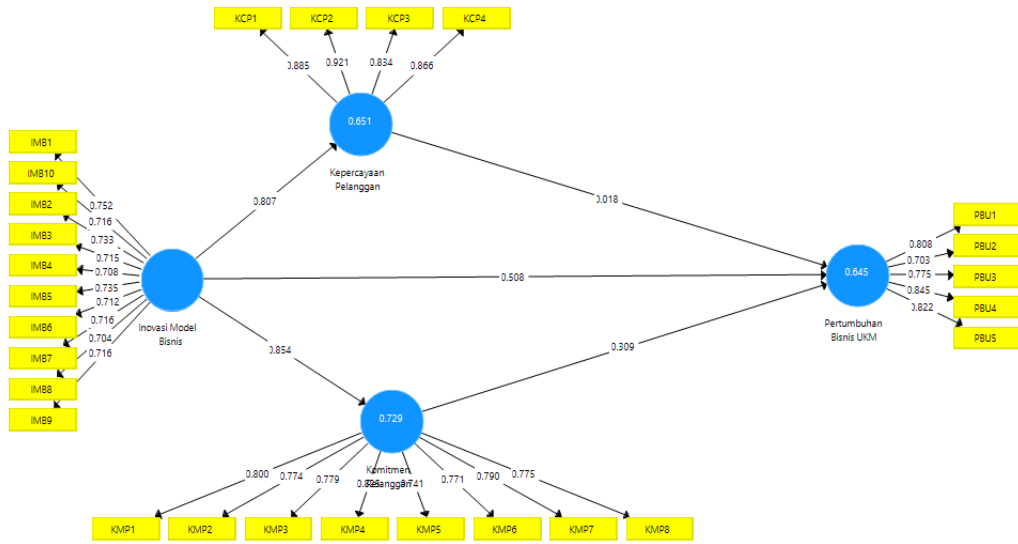 KCP1 KCP2 KCP3 KCP4
0.885 0.921 0.834 0.866
0.651
Kepercayaan
Pelanggan
IMB1
IMB10
IMB2
IMB3
IMB4
IMB5
IMB6
IMB7
IMB8
IMB9
0.752
0.716
0.733
0.715
0.708
0.735
0.712
0.716
0.704
0.716
Inovasi Model
Bisnis
0.807
0.018
0.508
0.854
0.309
0.645
Pertumbuhan
Bisnis UKM
PBU1
PBU2
PBU3
PBU4
PBU5
0.808
0.703
0.775
0.845
0.822
0.729
Komitmen
Pelanggan
0.800 0.774 0.779 0.741 0.771 0.790 0.775
KMP1 KMP2 KMP3 KMP4 KMP5 KMP6 KMP7 KMP8